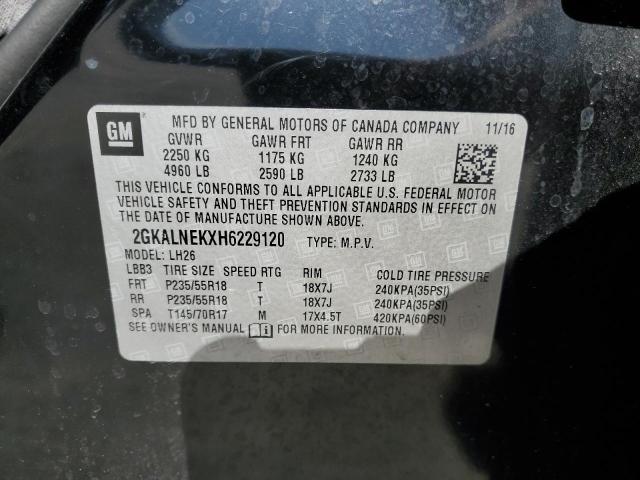 GM
MFD BY GENERAL MOTORS OF CANADA COMPANY 11/16
GVWR GAWR FRT GAWR RR
2250 KG 1175 KG 1240 KG
4960 LB 2590 LB 2733 LB
THIS VEHICLE CONFORMS TO ALL APPLICABLE U.S. FEDERAL MOTOR
VEHICLE SAFETY AND THEFT PREVENTION STANDARDS IN EFFECT ON
THE DATE OF MANUFACTURE SHOWN ABOVE.
2GKALNEKXH6229120 TYPE: M.P.V.
MODEL: LH26
LBB3 TIRE SIZE SPEED RTG RIM COLD TIRE PRESSURE
FRT P235/55R18 T 18X7J 240KPA(35PSI)
RR P235/55R18 T 18X7J 240KPA(35PSI)
SPA T145/70R17 M 17X4.5T 420KPA(60PSI)
SEE OWNER'S MANUAL FOR MORE INFORMATION.